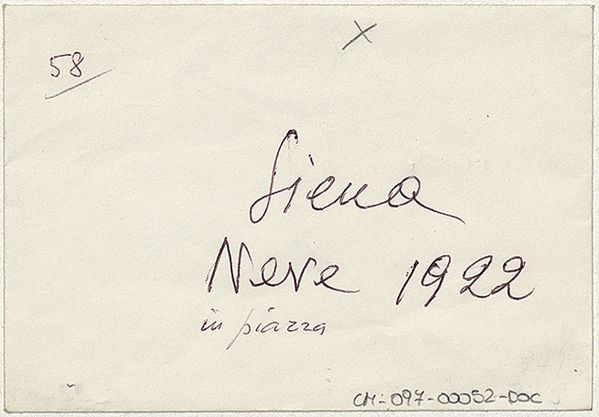 58
X
Siena
Neve 1922
in piazza
CM-097-00052-DOC